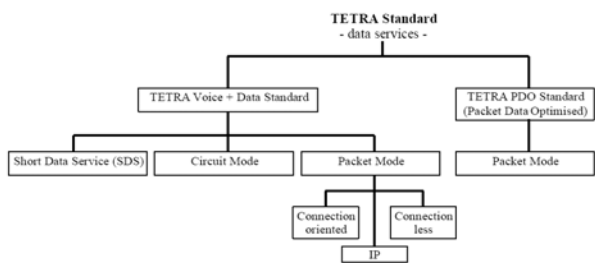 TETRA Standard
- data services -
TETRA Voice + Data Standard
TETRA PDO Standard
(Packet Data Optimised)
Short Data Service (SDS)
Circuit Mode
Packet Mode
Packet Mode
Connection
oriented
Connection
less
IP